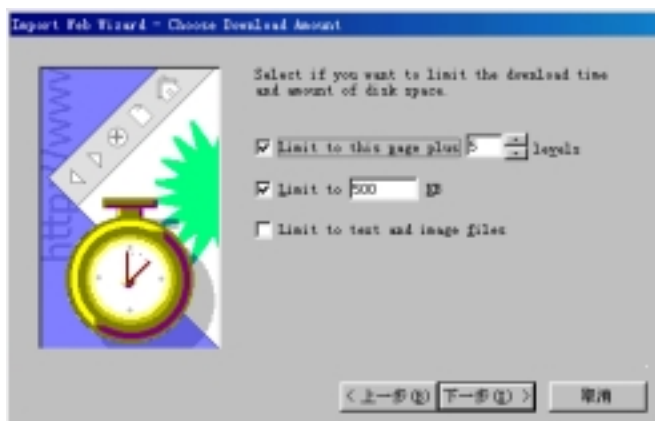 Import Web Wizard - Choose Download Amount
http://www
Select if you want to limit the download time
and amount of disk space.
Limit to this page plus 5 levels
Limit to 500 KB
Limit to text and image files
< 上一步(B) 下一步(N) > 取消